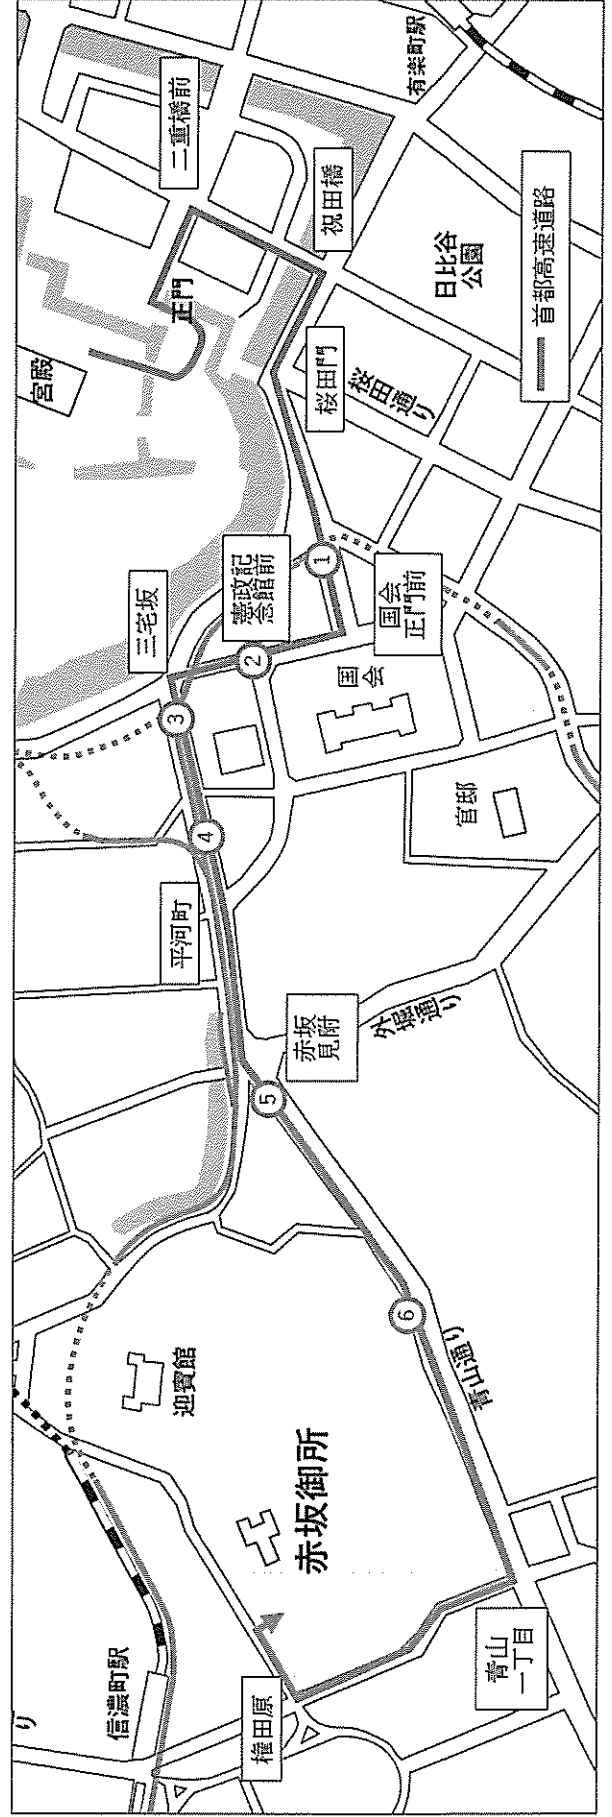 宮殿
正門
二重橋前
祝田橋
有楽町駅
日比谷
公園
首都高速道路
桜田門
桜田通り
三宅坂
憲政記
念館前
国会
正門前
国会
官邸
①
②
③
④
⑤
⑥
平河町
赤坂
見附
外堀通り
迎賓館
赤坂御所
青山通り
り
信濃町駅
権田原
青山
一丁目